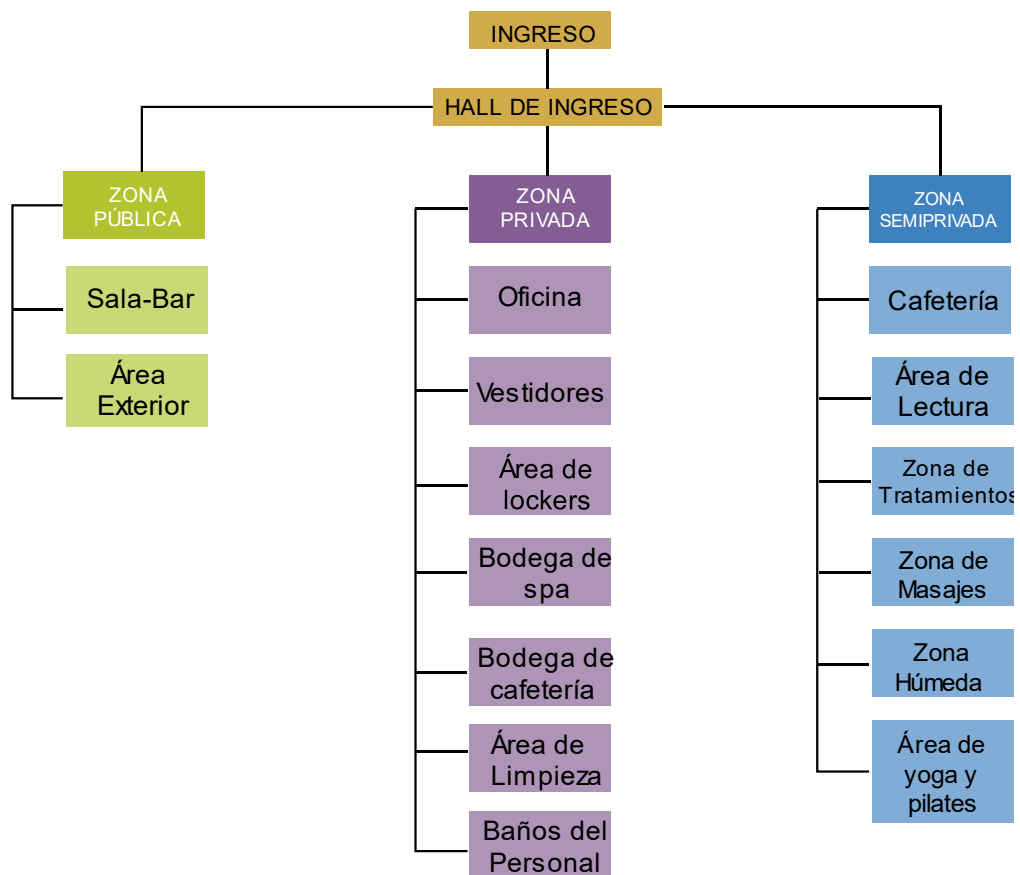 INGRESO
HALL DE INGRESO
ZONA
PÚBLICA
Sala-Bar
Área
Exterior
ZONA
PRIVADA
Oficina
Vestidores
Área de
lockers
Bodega de
spa
Bodega de
cafetería
Área de
Limpieza
Baños del
Personal
ZONA
SEMIPRIVADA
Cafetería
Área de
Lectura
Zona de
Tratamientos
Zona de
Masajes
Zona
Húmeda
Área de
yoga y
pilates